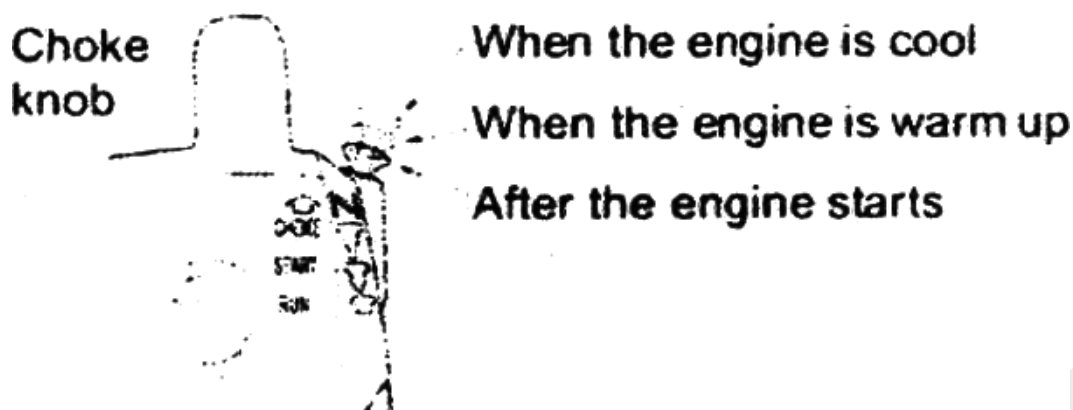 Choke
knob
When the engine is cool
When the engine is warm up
After the engine starts
CHOKE
START
RUN